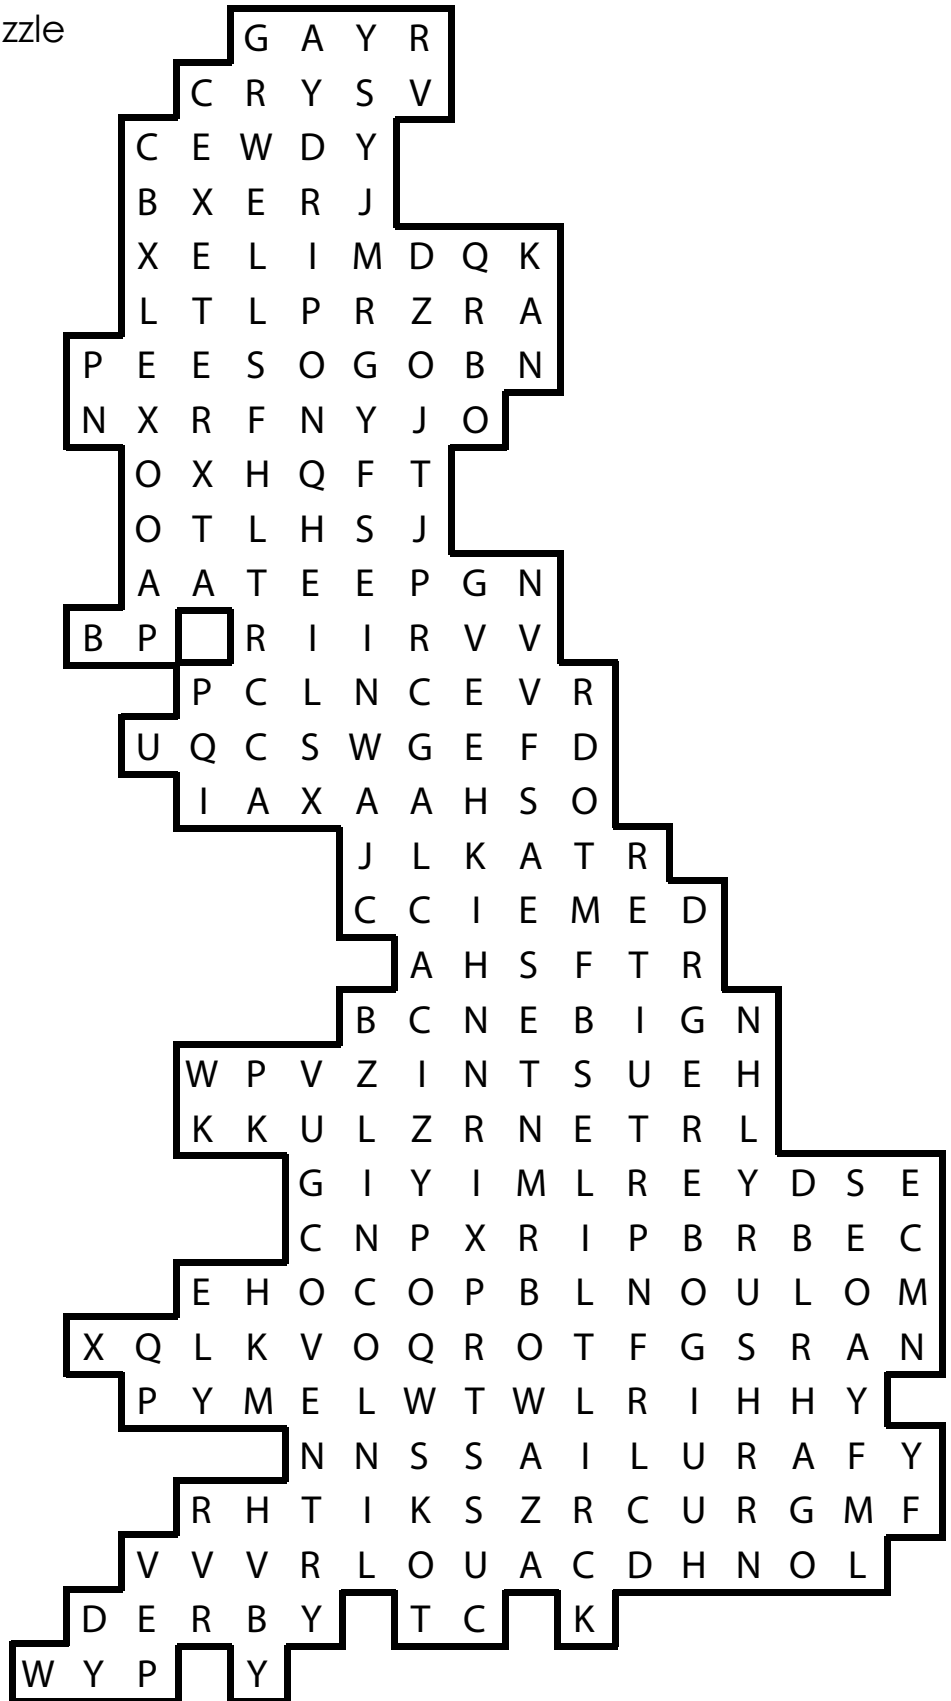 zzle
G A Y R
C R Y S V
C E W D Y
B X E R J
X E L I M D Q K
L T L P R Z R A
P E E S O G O B N
N X R F N Y J O
O X H Q F T
O T L H S J
A A T E E P G N
B P R I I R V V
P C L N C E V R
U Q C S W G E F D
I A X A A H S O
J L K A T R
C C I E M E D
A H S F T R
B C N E B I G N
W P V Z I N T S U E H
K K U L Z R N E T R L
G I Y I M L R E Y D S E
C N P X R I P B R B E C
E H O C O P B L N O U L O M
X Q L K V O Q R O T F G S R A N
P Y M E L W T W L R I H H Y
N N S S A I L U R A F Y
R H T I K S Z R C U R G M F
V V V R L O U A C D H N O L
D E R B Y T C K
W Y P Y